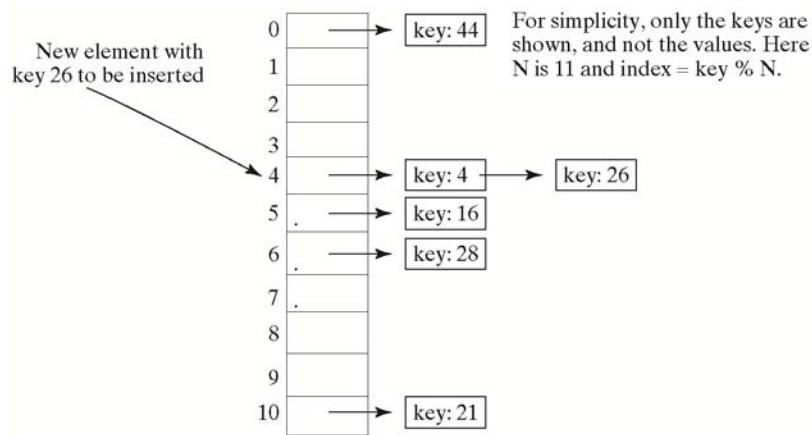 0 key: 44
For simplicity, only the keys are
shown, and not the values. Here
N is 11 and index = key % N.
New element with
key 26 to be inserted
1
2
3
4 key: 4 key: 26
5 . key: 16
6 . key: 28
7 .
8
9
10 key: 21